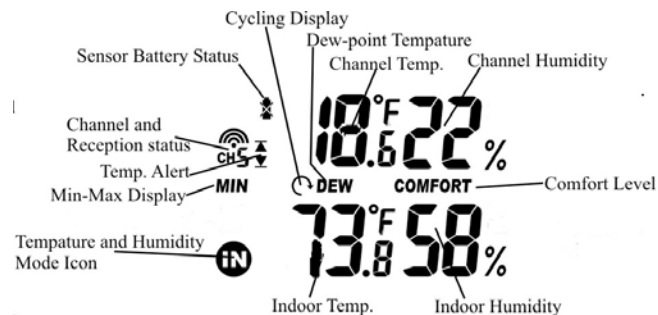 Cycling Display
Dew-point Tempature
Sensor Battery Status
Channel Temp.
Channel Humidity
18.6°F 22%
Channel and
Reception status
CH5
Temp. Alert
Min-Max Display
MIN
DEW
COMFORT
Comfort Level
73.8°F 58%
Tempature and Humidity
Mode Icon
iN
Indoor Temp.
Indoor Humidity